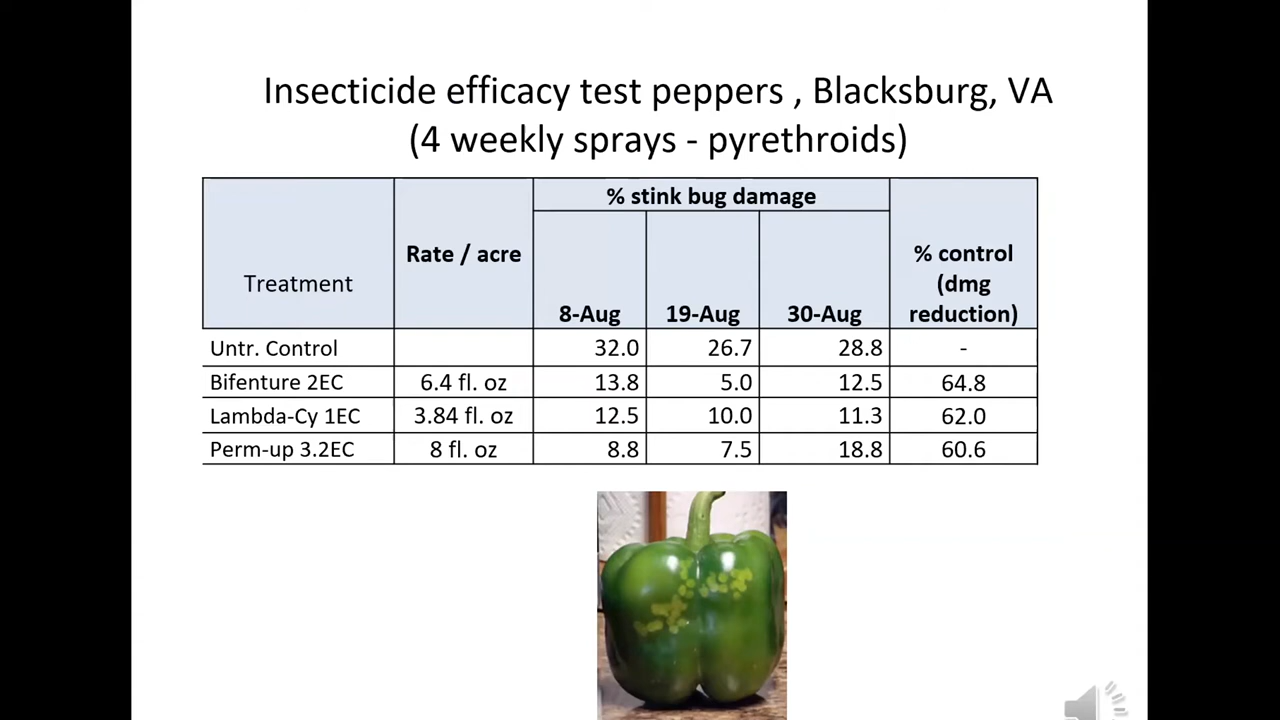 Insecticide efficacy test peppers , Blacksburg, VA
(4 weekly sprays - pyrethroids)
Treatment Rate / acre % stink bug damage % control (dmg reduction)
8-Aug 19-Aug 30-Aug
Untr. Control 32.0 26.7 28.8 -
Bifenture 2EC 6.4 fl. oz 13.8 5.0 12.5 64.8
Lambda-Cy 1EC 3.84 fl. oz 12.5 10.0 11.3 62.0
Perm-up 3.2EC 8 fl. oz 8.8 7.5 18.8 60.6